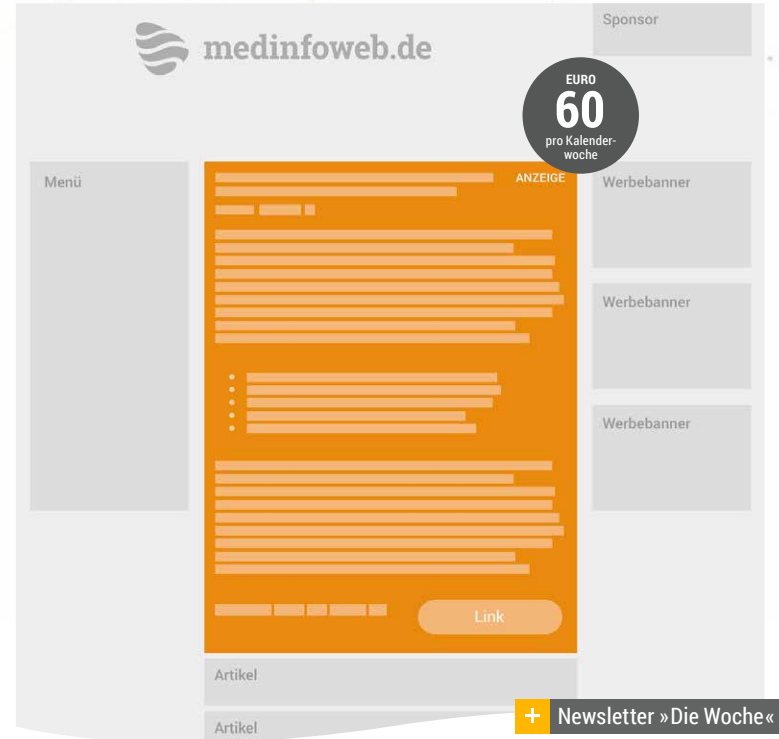 Sponsor
medinfoweb.de
EURO
60
pro Kalender-
woche
Menü
ANZEIGE
Werbebanner
Werbebanner
Werbebanner
Link
Artikel
Artikel
+ Newsletter »Die Woche«